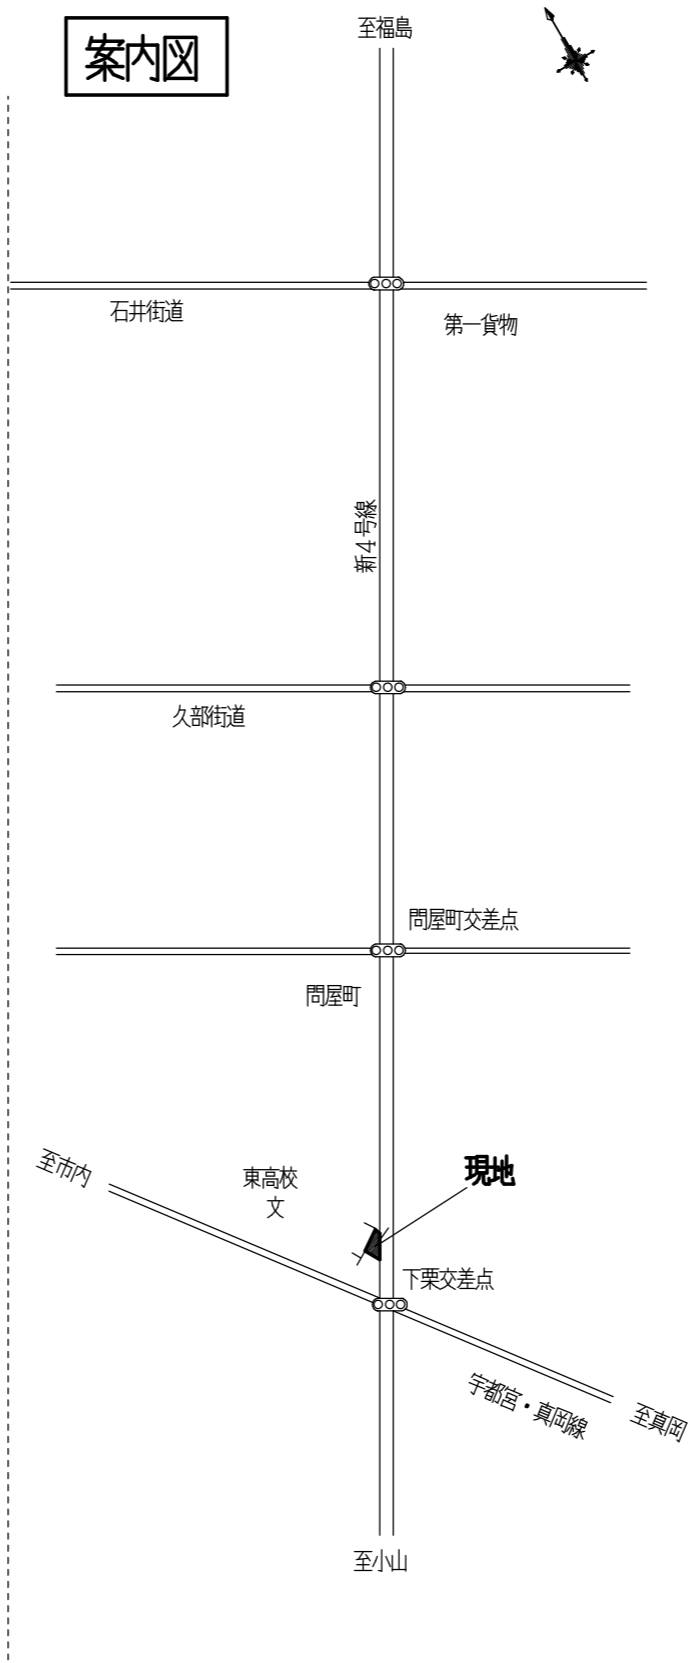 案内図
至福島
石井街道
第一貨物
新4号線
久部街道
問屋町交差点
問屋町
至市内
東高校
文
現地
下栗交差点
宇都宮・真岡線
至真岡
至小山